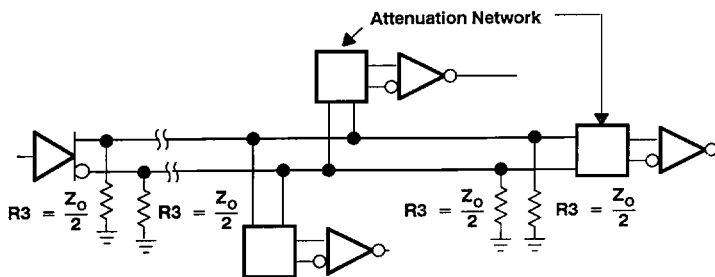 Attenuation Network
R3 = Z₀/2
R3 = Z₀/2
R3 = Z₀/2
R3 = Z₀/2